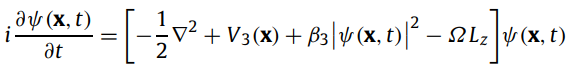 i ∂ψ(x, t)/∂t = [ −1/2 ∇² + V₃(x) + β₃|ψ(x, t)|² − ΩL_z ] ψ(x, t)